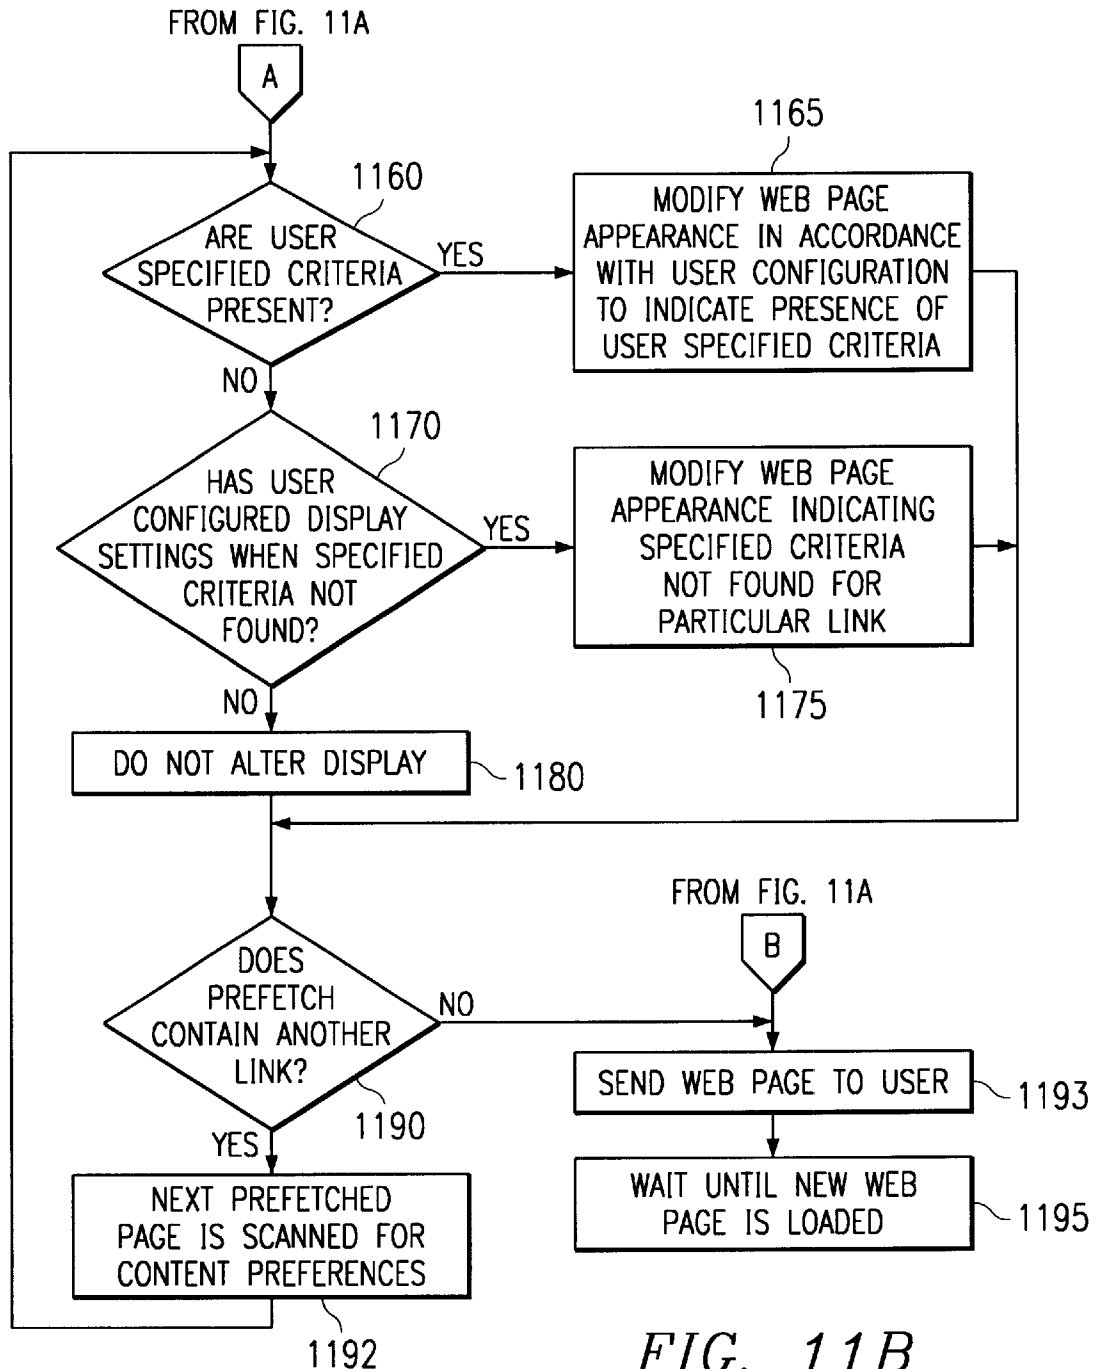 FROM FIG. 11A
A
1160
ARE USER
SPECIFIED CRITERIA
PRESENT?
YES
NO
1165
MODIFY WEB PAGE
APPEARANCE IN ACCORDANCE
WITH USER CONFIGURATION
TO INDICATE PRESENCE OF
USER SPECIFIED CRITERIA
1170
HAS USER
CONFIGURED DISPLAY
SETTINGS WHEN SPECIFIED
CRITERIA NOT
FOUND?
YES
NO
MODIFY WEB PAGE
APPEARANCE INDICATING
SPECIFIED CRITERIA
NOT FOUND FOR
PARTICULAR LINK
1175
DO NOT ALTER DISPLAY
1180
DOES
PREFETCH
CONTAIN ANOTHER
LINK?
1190
NO
YES
FROM FIG. 11A
B
SEND WEB PAGE TO USER
1193
WAIT UNTIL NEW WEB
PAGE IS LOADED
1195
NEXT PREFETCHED
PAGE IS SCANNED FOR
CONTENT PREFERENCES
1192
FIG. 11B